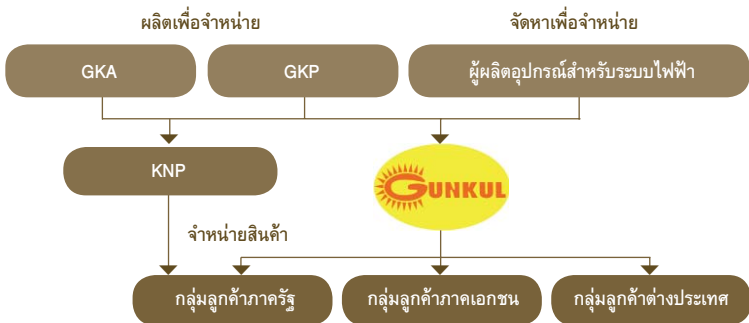 ผลิตเพื่อจำหน่าย
จัดหาเพื่อจำหน่าย
GKA
GKP
ผู้ผลิตอุปกรณ์สำหรับระบบไฟฟ้า
KNP
GUNKUL
จำหน่ายสินค้า
กลุ่มลูกค้าภาครัฐ
กลุ่มลูกค้าภาคเอกชน
กลุ่มลูกค้าต่างประเทศ